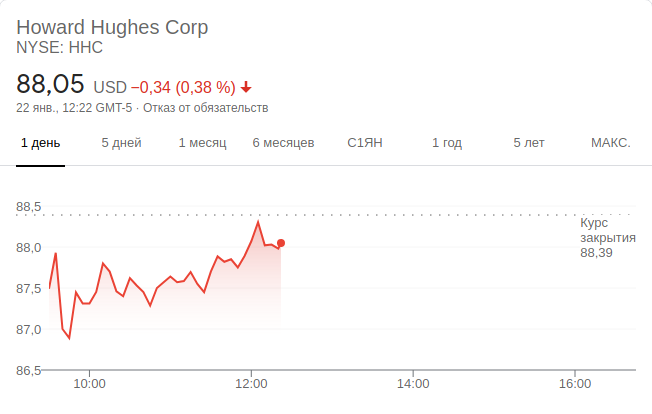 Howard Hughes Corp
NYSE: HHC
88,05 USD −0,34 (0,38 %)
22 янв., 12:22 GMT-5 · Отказ от обязательств
1 день 5 дней 1 месяц 6 месяцев С1ЯН 1 год 5 лет МАКС.
88,5
Курс
закрытия
88,39
88,0
87,5
87,0
86,5
10:00 12:00 14:00 16:00